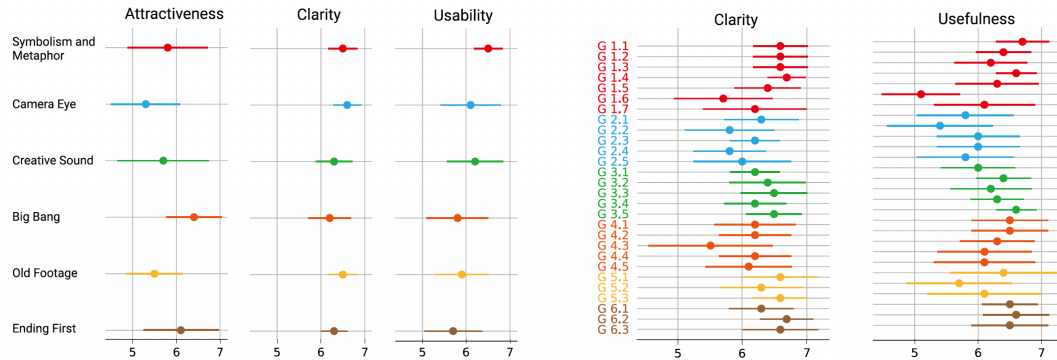 Attractiveness Clarity Usability
Symbolism and
Metaphor
Camera Eye
Creative Sound
Big Bang
Old Footage
Ending First
5 6 7 5 6 7 5 6 7
Clarity Usefulness
G 1.1
G 1.2
G 1.3
G 1.4
G 1.5
G 1.6
G 1.7
G 2.1
G 2.2
G 2.3
G 2.4
G 2.5
G 3.1
G 3.2
G 3.3
G 3.4
G 3.5
G 4.1
G 4.2
G 4.3
G 4.4
G 4.5
G 5.1
G 5.2
G 5.3
G 6.1
G 6.2
G 6.3
5 6 7 5 6 7